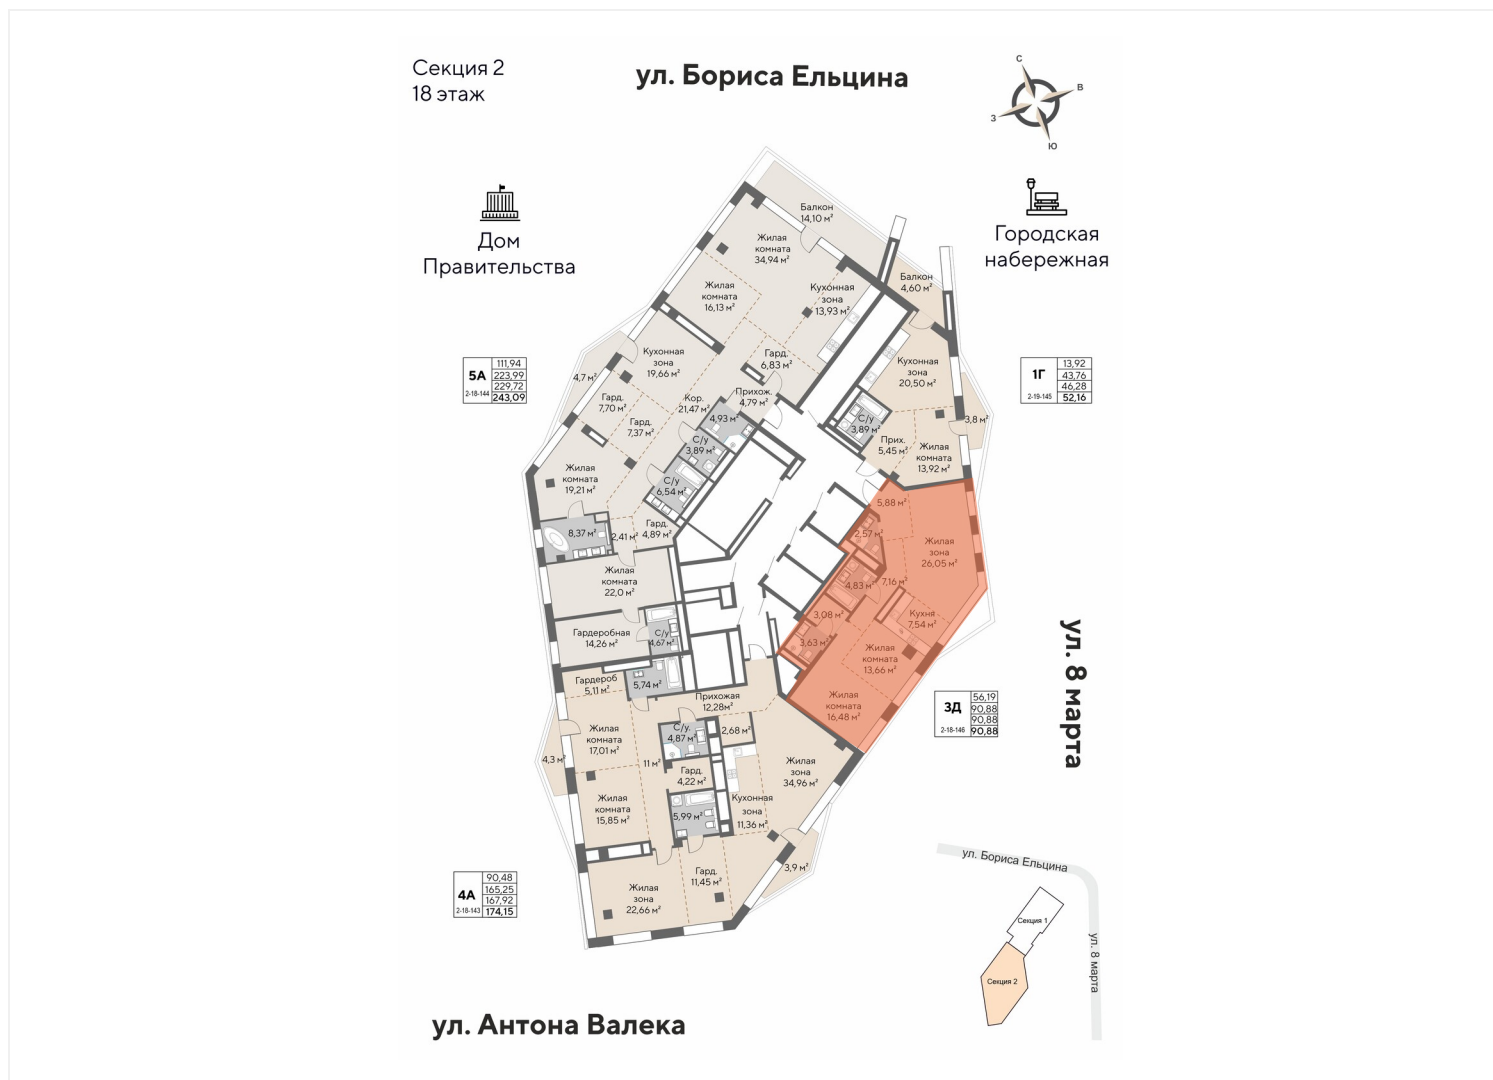 Секция 2
18 этаж
ул. Бориса Ельцина
С
В
З
Ю
Дом
Правительства
Городская
набережная
Балкон
14,10 м²
Жилая
комната
34,94 м²
Жилая
комната
16,13 м²
Кухонная
зона
13,93 м²
Балкон
4,60 м²
Кухонная
зона
19,66 м²
Гард.
6,83 м²
Кухонная
зона
20,50 м²
5А
2-18-144
111,94
223,99
229,72
243,09
1Г
2-19-145
13,92
43,76
46,28
52,16
4,7 м²
Гард.
7,70 м²
Кор.
21,47 м²
Прихож.
4,79 м²
4,93 м²
Гард.
7,37 м²
С/у
3,89 м²
С/у
3,89 м²
3,8 м²
Прих.
5,45 м²
Жилая
комната
13,92 м²
Жилая
комната
19,21 м²
С/у
6,54 м²
5,88 м²
8,37 м²
2,41 м²
Гард.
4,89 м²
2,57 м²
Жилая
зона
26,05 м²
Жилая
комната
22,0 м²
4,83 м²
7,16 м²
3,08 м²
Кухня
7,54 м²
Гардеробная
14,26 м²
С/у
4,67 м²
3,63 м²
Жилая
комната
13,66 м²
ул. 8 марта
Гардероб
5,11 м²
5,74 м²
Прихожая
12,28 м²
Жилая
комната
16,48 м²
3Д
2-18-146
56,19
90,88
90,88
90,88
Жилая
комната
17,01 м²
С/у.
4,87 м²
2,68 м²
4,3 м²
11 м²
Гард.
4,22 м²
Жилая
зона
34,96 м²
Жилая
комната
15,85 м²
5,99 м²
Кухонная
зона
11,36 м²
3,9 м²
Гард.
11,45 м²
Жилая
зона
22,66 м²
4А
2-18-143
90,48
165,25
167,92
174,15
ул. Бориса Ельцина
Секция 1
ул. 8 марта
Секция 2
ул. Антона Валека